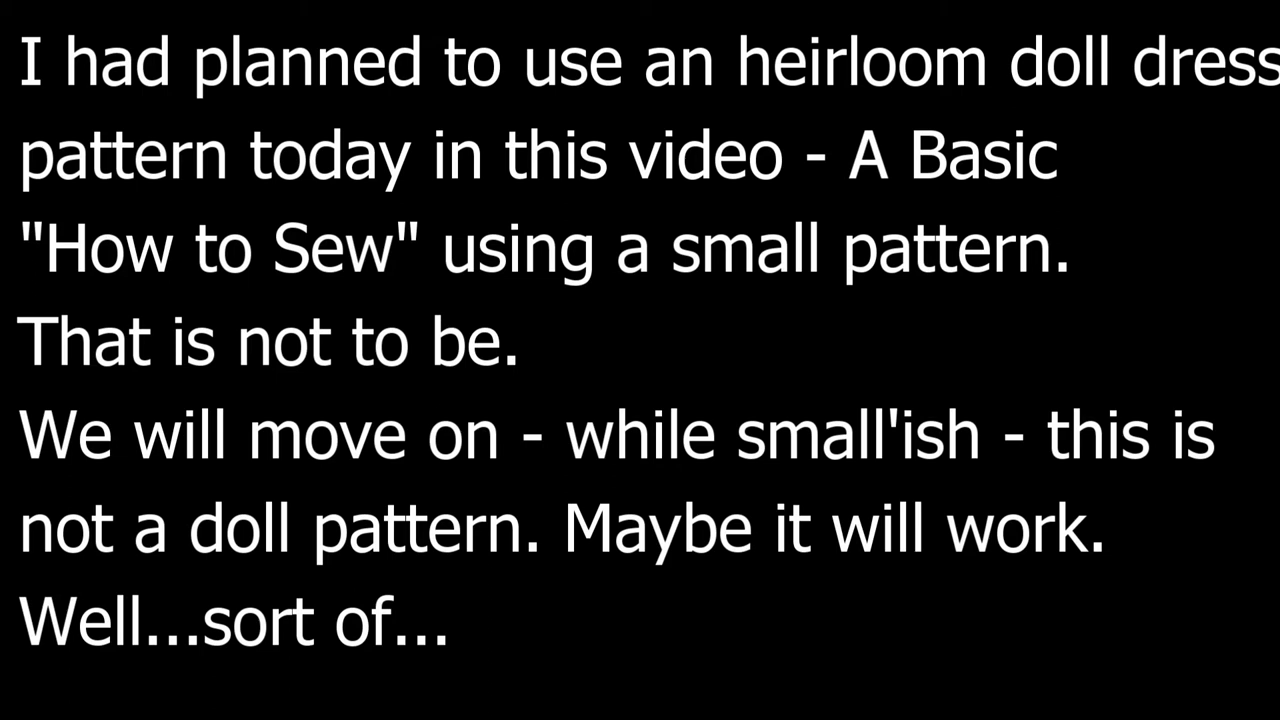 I had planned to use an heirloom doll dress
pattern today in this video - A Basic
"How to Sew" using a small pattern.
That is not to be.
We will move on - while small'ish - this is
not a doll pattern. Maybe it will work.
Well...sort of...